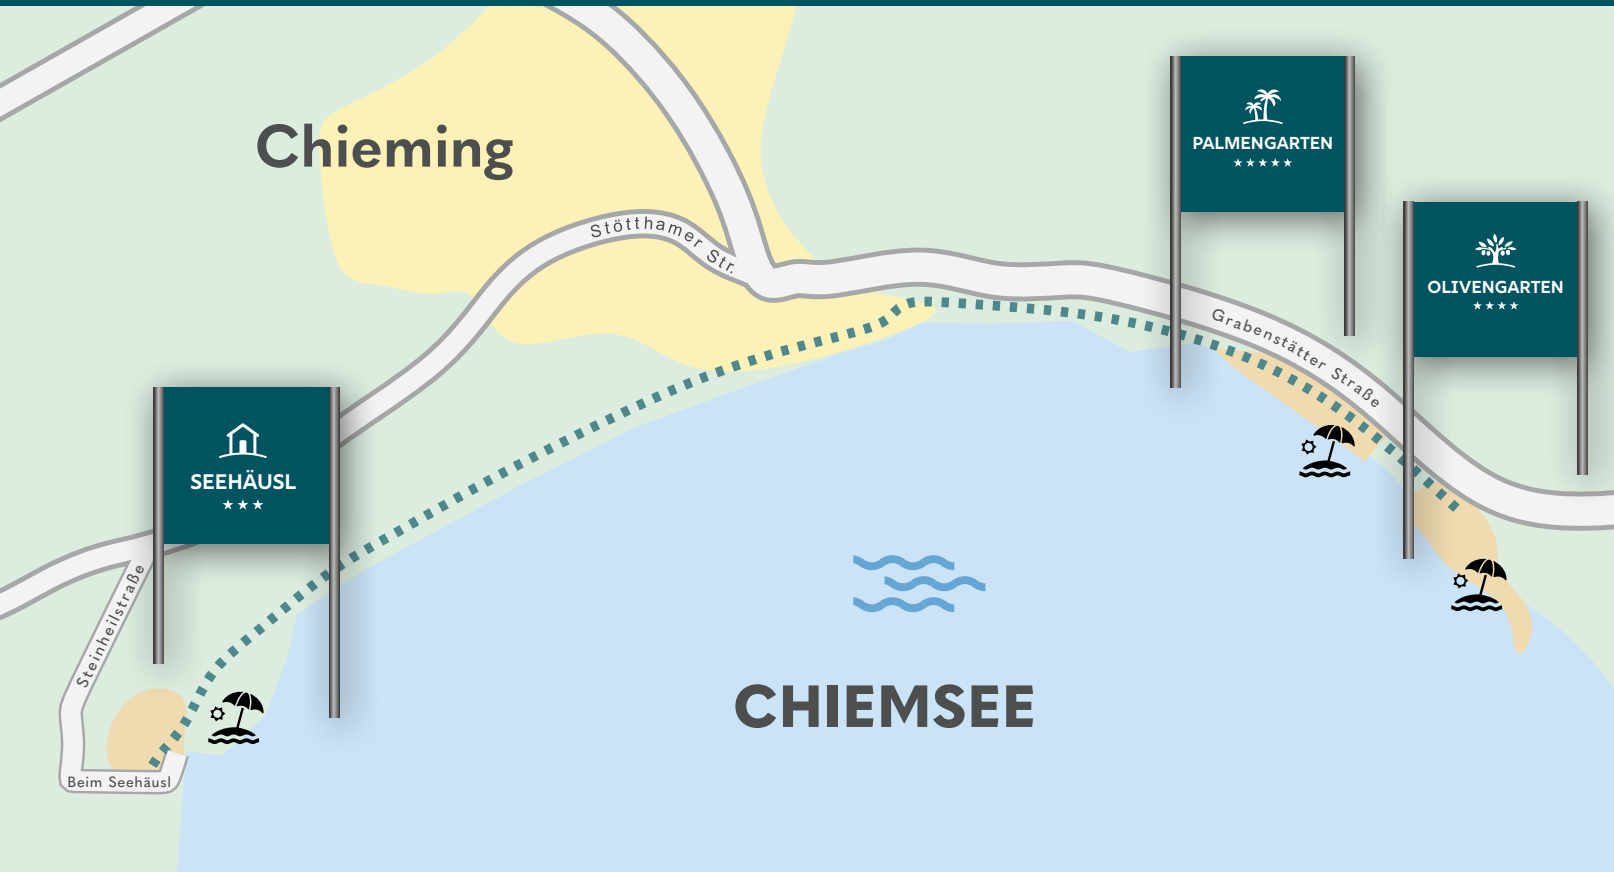 Chieming
Stötthamer Str.
PALMENGARTEN
★★★★★
OLIVENGARTEN
★★★★
Grabenstätter Straße
SEEHÄUSL
★★★
Steinheilstraße
Beim Seehäusl
CHIEMSEE